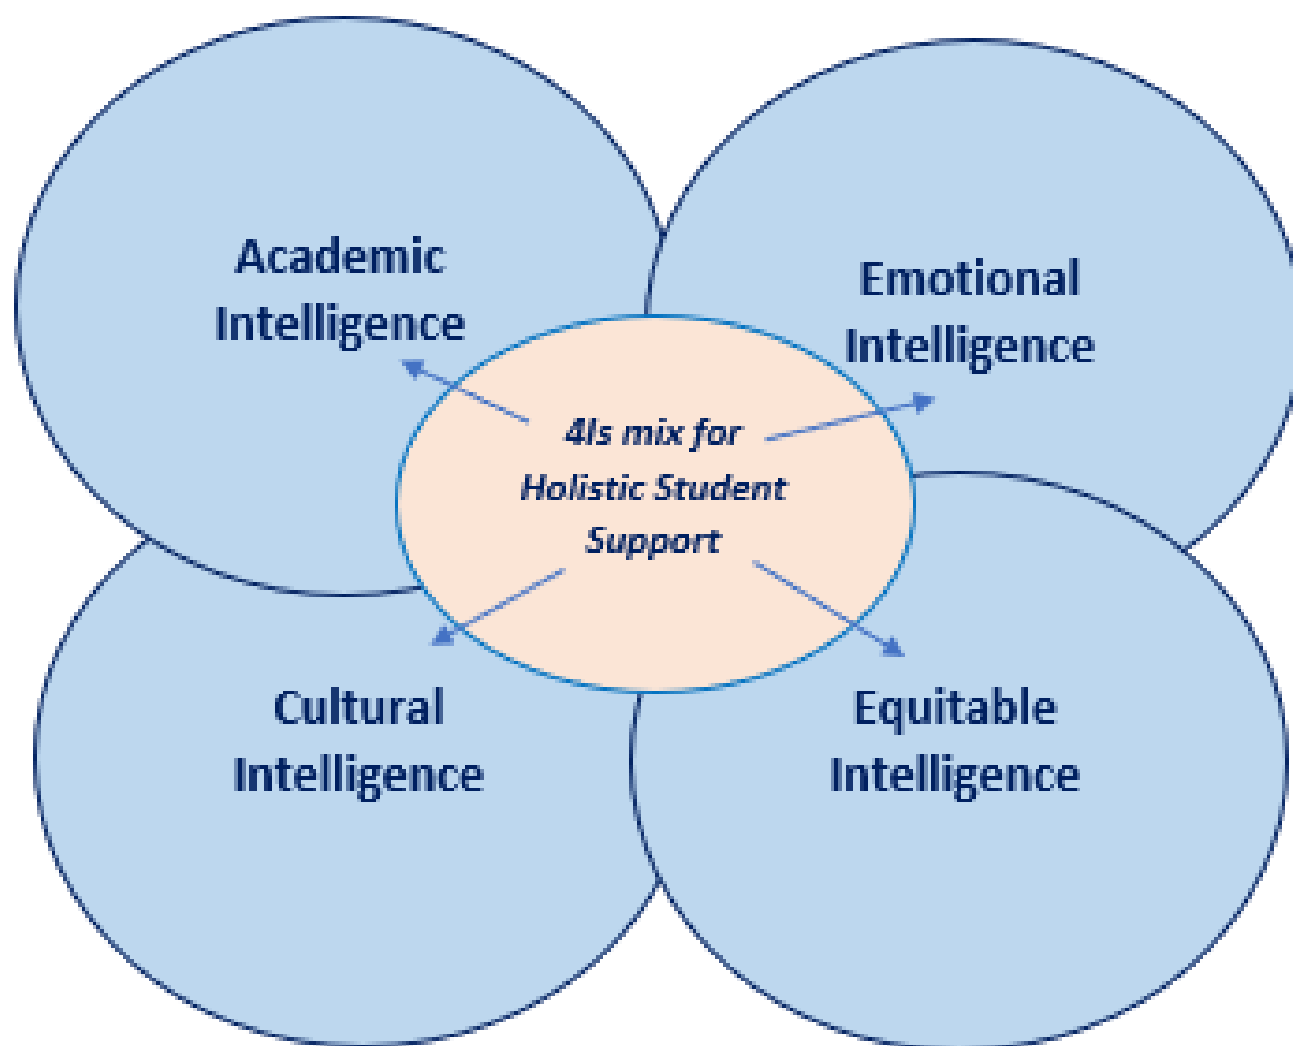 Academic
Intelligence
Emotional
Intelligence
4Is mix for
Holistic Student
Support
Cultural
Intelligence
Equitable
Intelligence